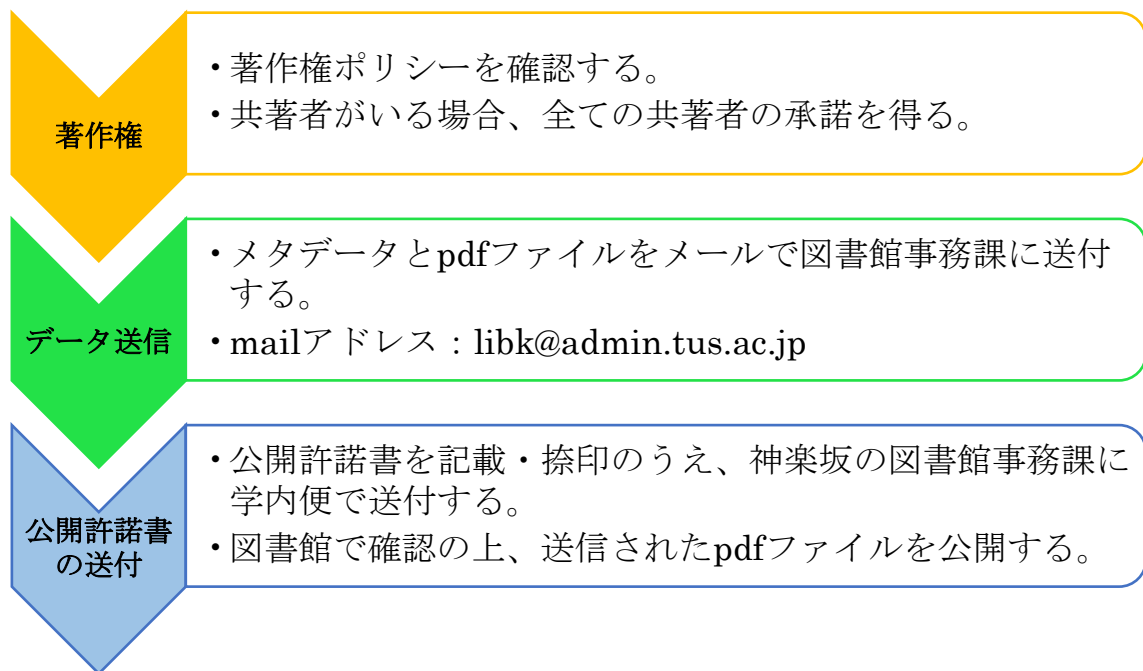 著作権
・著作権ポリシーを確認する。
・共著者がいる場合、全ての共著者の承諾を得る。
データ送信
・メタデータとpdfファイルをメールで図書館事務課に送付
する。
・mailアドレス：libk@admin.tus.ac.jp
公開許諾書
の送付
・公開許諾書を記載・捺印のうえ、神楽坂の図書館事務課に
学内便で送付する。
・図書館で確認の上、送信されたpdfファイルを公開する。